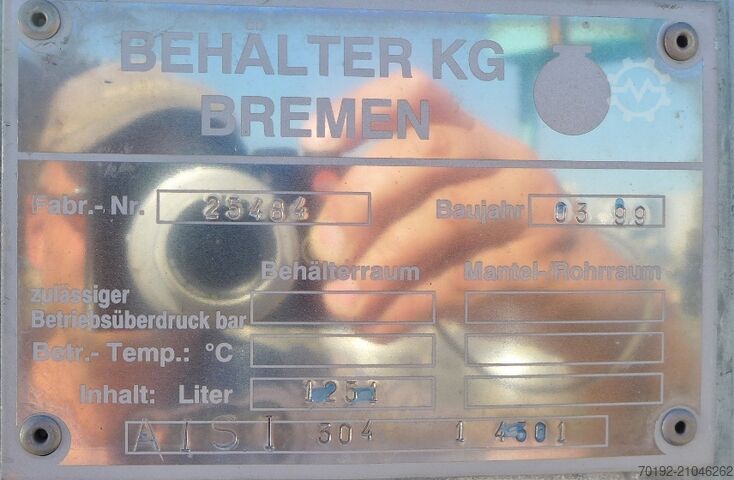 BEHÄLTER KG
BREMEN
Fabr.- Nr. 25484 Baujahr 03 99
Behälterraum Mantel-/Rohrraum
zulässiger
Betriebsüberdruck bar
Betr.- Temp.: °C
Inhalt: Liter 1251
AISI 304 1 4301
70192-21046262